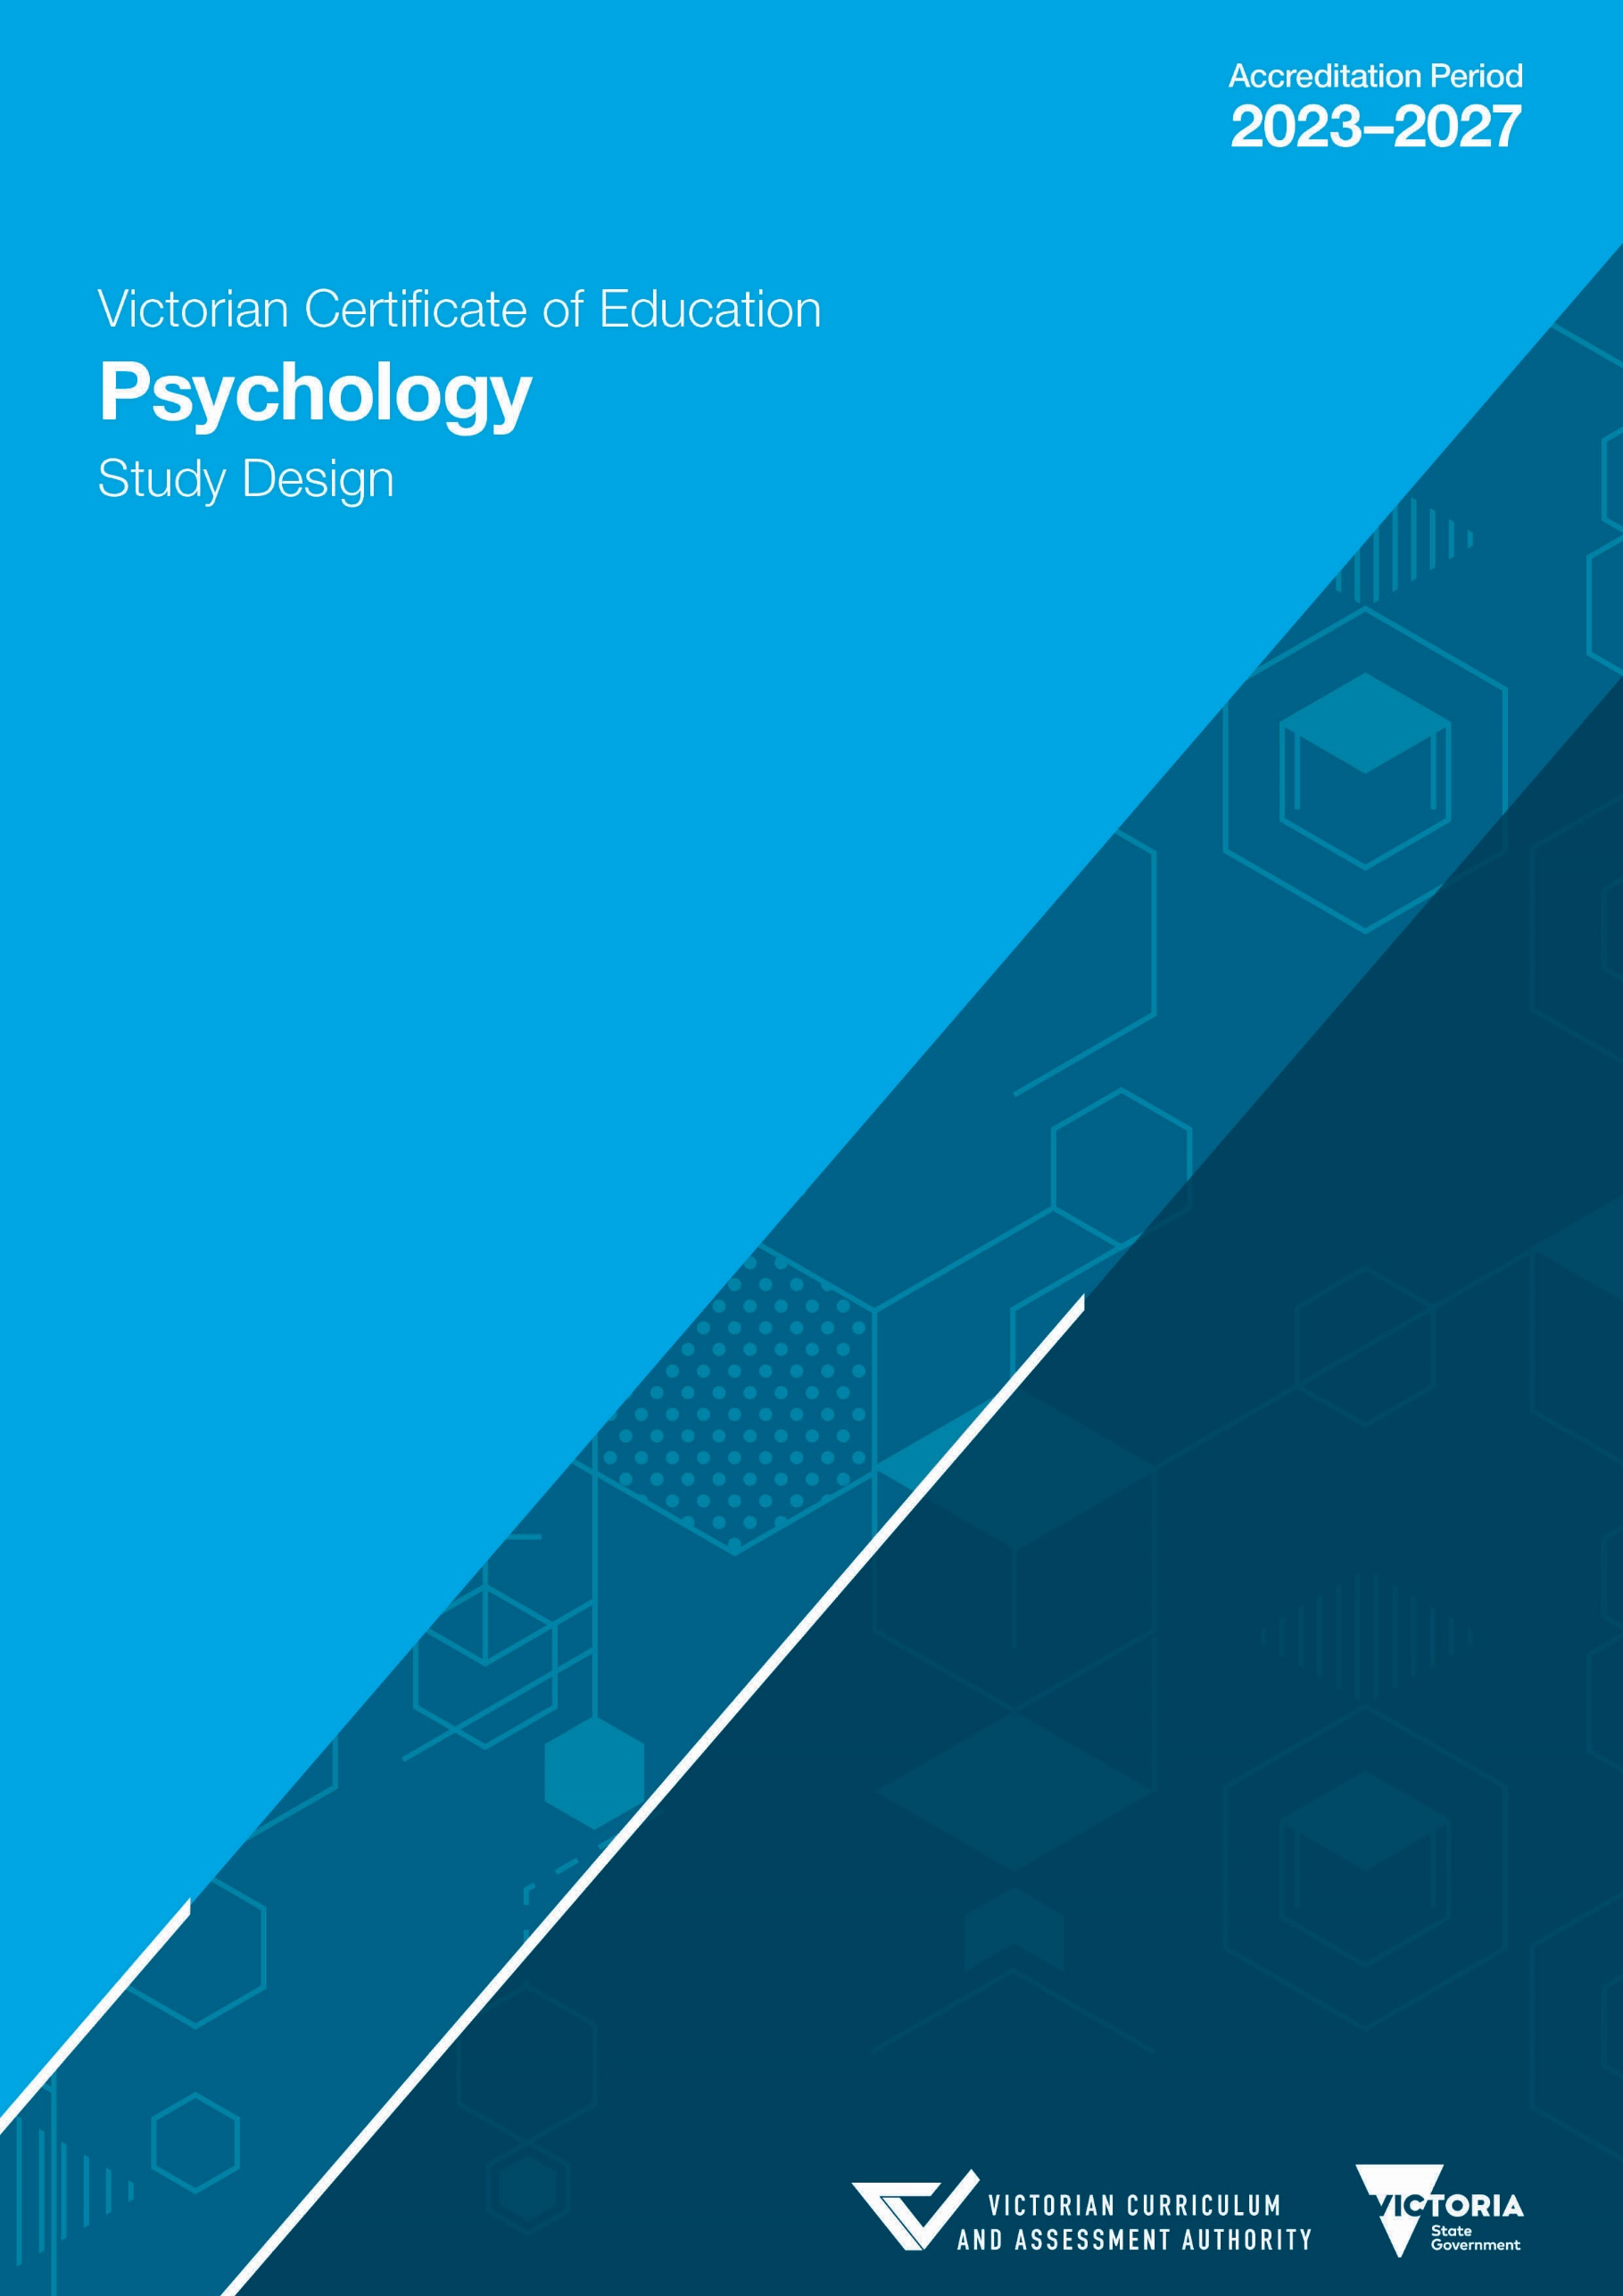 Accreditation Period
2023–2027
Victorian Certificate of Education
Psychology
Study Design
VICTORIAN CURRICULUM
AND ASSESSMENT AUTHORITY
VICTORIA
State
Government